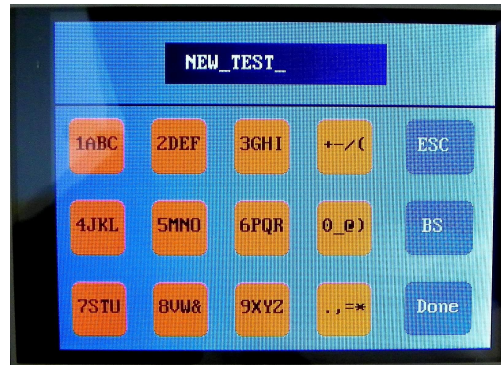 NEW_TEST_
1ABC 2DEF 3GHI +-/( ESC
4JKL 5MNO 6PQR 0_@) BS
7STU 8VW& 9XYZ .,=* Done